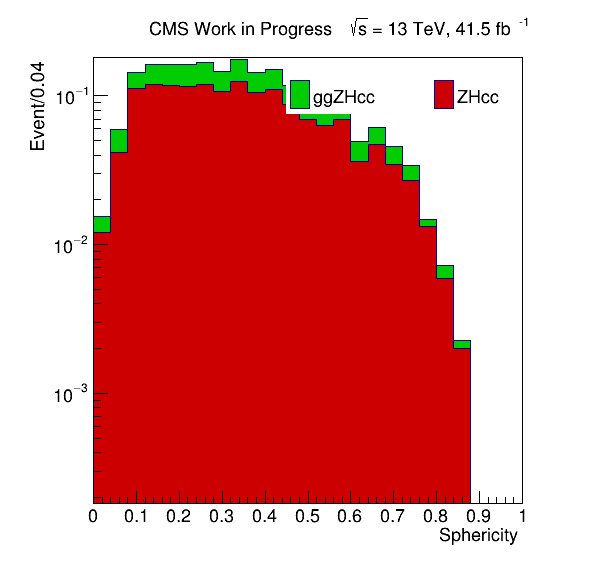 CMS Work in Progress √s = 13 TeV, 41.5 fb⁻¹
Event/0.04
ggZHcc ZHcc
10⁻¹
10⁻²
10⁻³
0 0.1 0.2 0.3 0.4 0.5 0.6 0.7 0.8 0.9 1
Sphericity